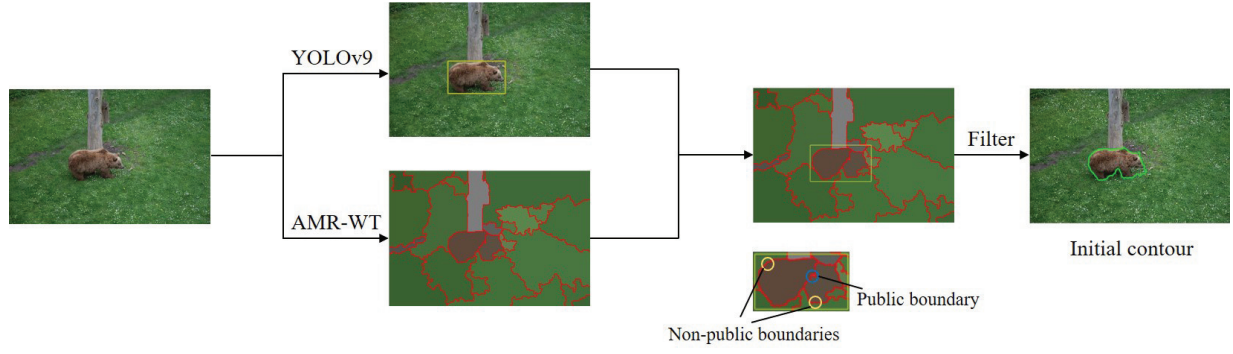 YOLOv9
AMR-WT
Filter
Initial contour
Public boundary
Non-public boundaries